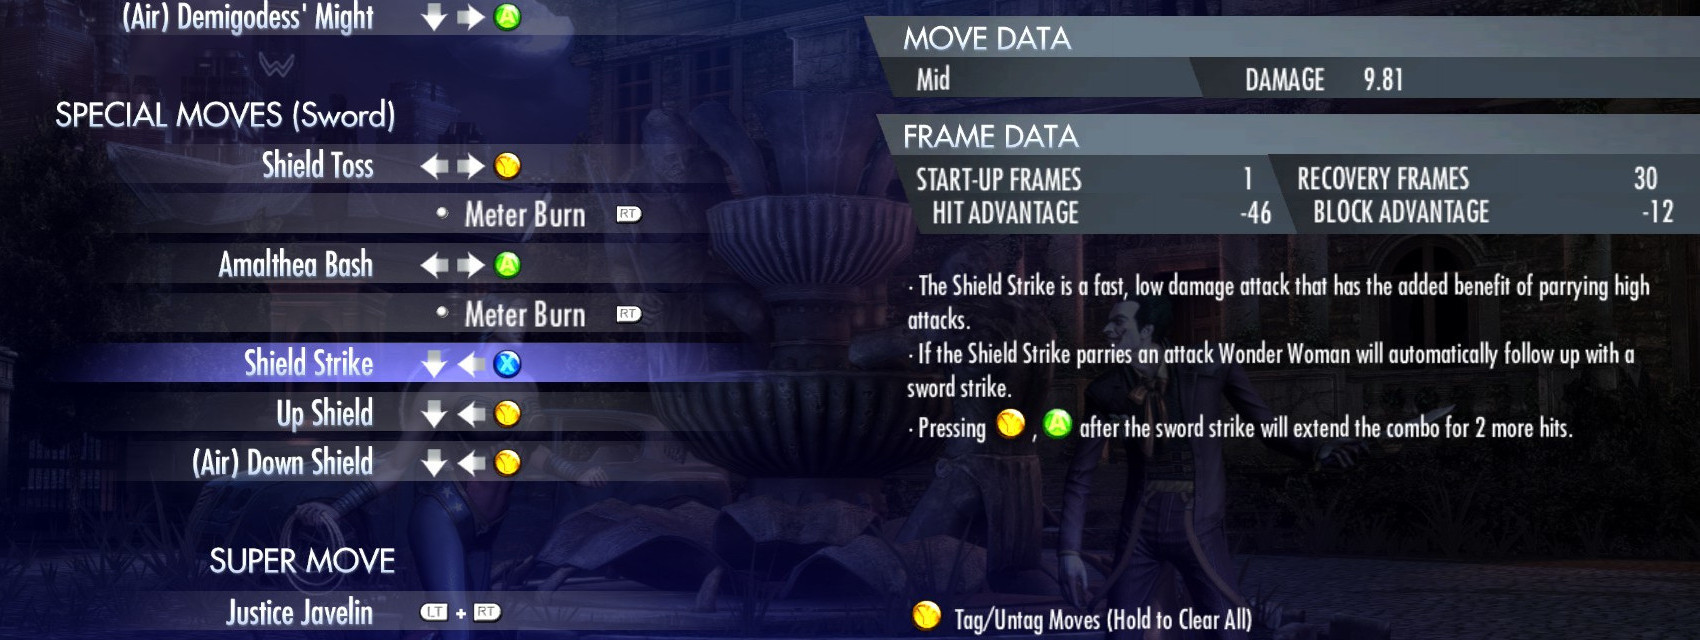 (Air) Demigodess' Might A
SPECIAL MOVES (Sword)
Shield Toss Y
Meter Burn RT
Amalthea Bash A
Meter Burn RT
Shield Strike X
Up Shield Y
(Air) Down Shield Y
SUPER MOVE
Justice Javelin LT + RT
MOVE DATA
Mid DAMAGE 9.81
FRAME DATA
START-UP FRAMES 1 RECOVERY FRAMES 30
HIT ADVANTAGE -46 BLOCK ADVANTAGE -12
· The Shield Strike is a fast, low damage attack that has the added benefit of parrying high
attacks.
· If the Shield Strike parries an attack Wonder Woman will automatically follow up with a
sword strike.
· Pressing Y , A after the sword strike will extend the combo for 2 more hits.
Y Tag/Untag Moves (Hold to Clear All)